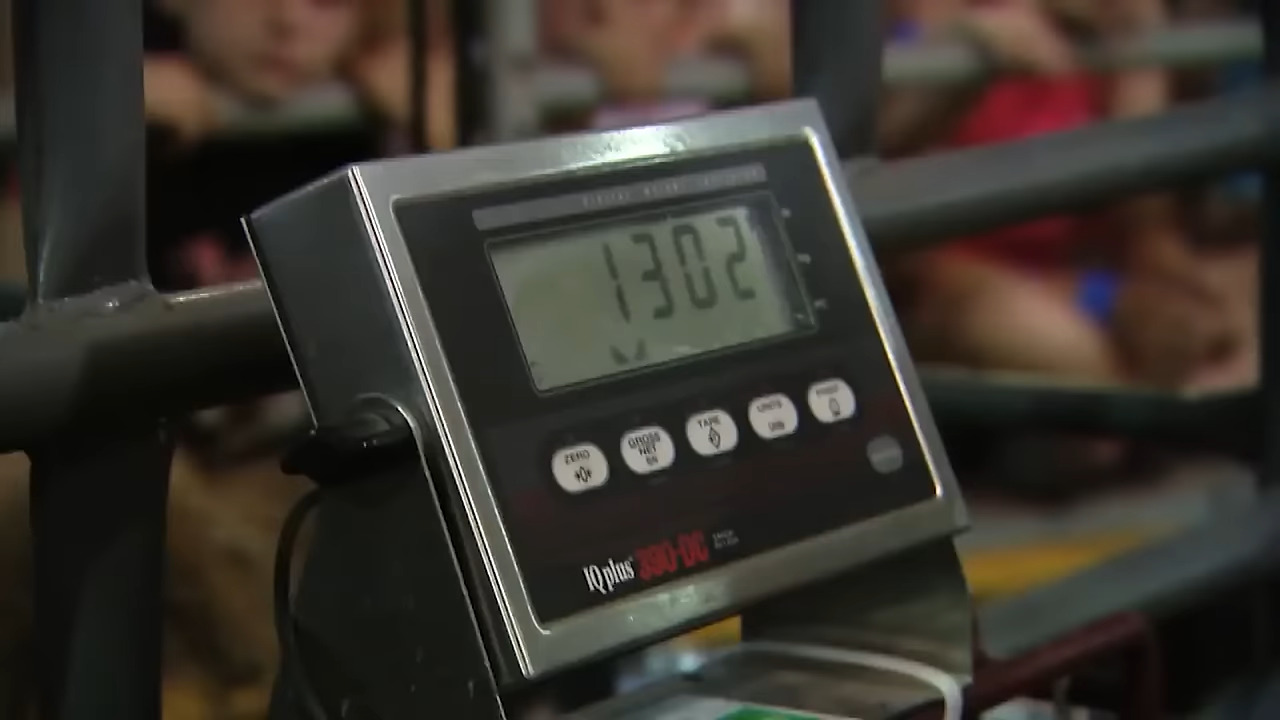 1302
ZERO
GROSS
NET
TARE
UNITS
PRINT
IQ plus 390-DC